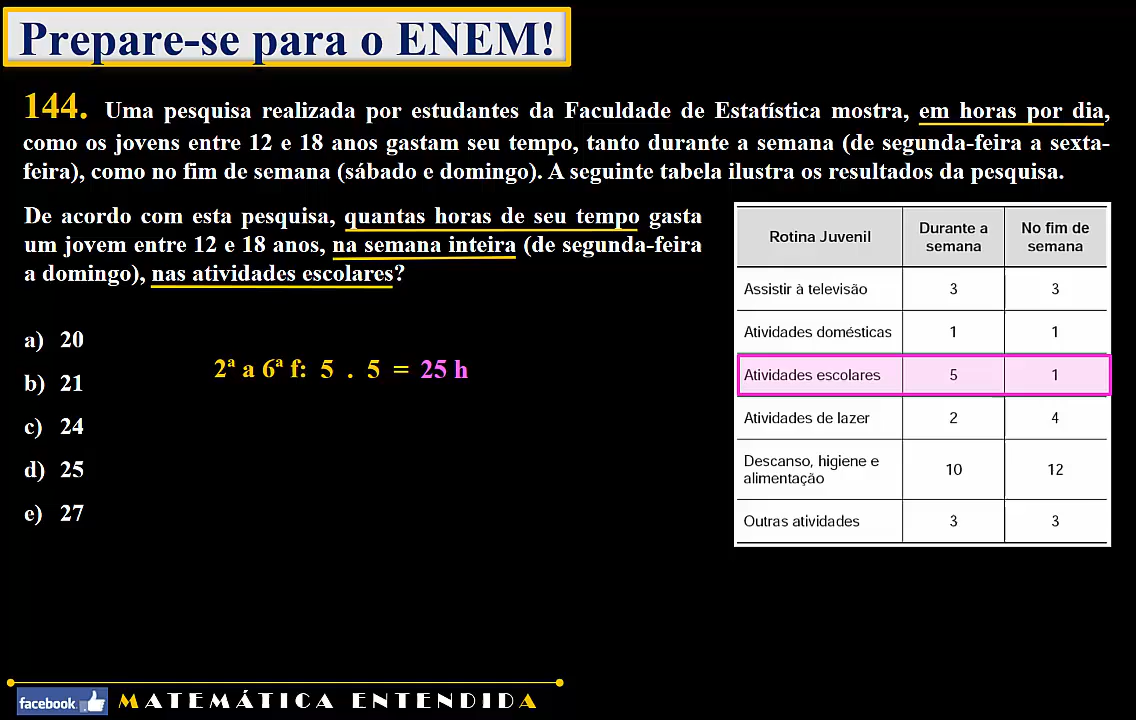 Prepare-se para o ENEM!
144. Uma pesquisa realizada por estudantes da Faculdade de Estatística mostra, em horas por dia,
como os jovens entre 12 e 18 anos gastam seu tempo, tanto durante a semana (de segunda-feira a sexta-
feira), como no fim de semana (sábado e domingo). A seguinte tabela ilustra os resultados da pesquisa.
De acordo com esta pesquisa, quantas horas de seu tempo gasta
um jovem entre 12 e 18 anos, na semana inteira (de segunda-feira
a domingo), nas atividades escolares?
a) 20
b) 21
c) 24
d) 25
e) 27
2ª a 6ª f: 5 . 5 = 25 h
Rotina Juvenil Durante a semana No fim de semana
Assistir à televisão 3 3
Atividades domésticas 1 1
Atividades escolares 5 1
Atividades de lazer 2 4
Descanso, higiene e alimentação 10 12
Outras atividades 3 3
facebook MATEMÁTICA ENTENDIDA